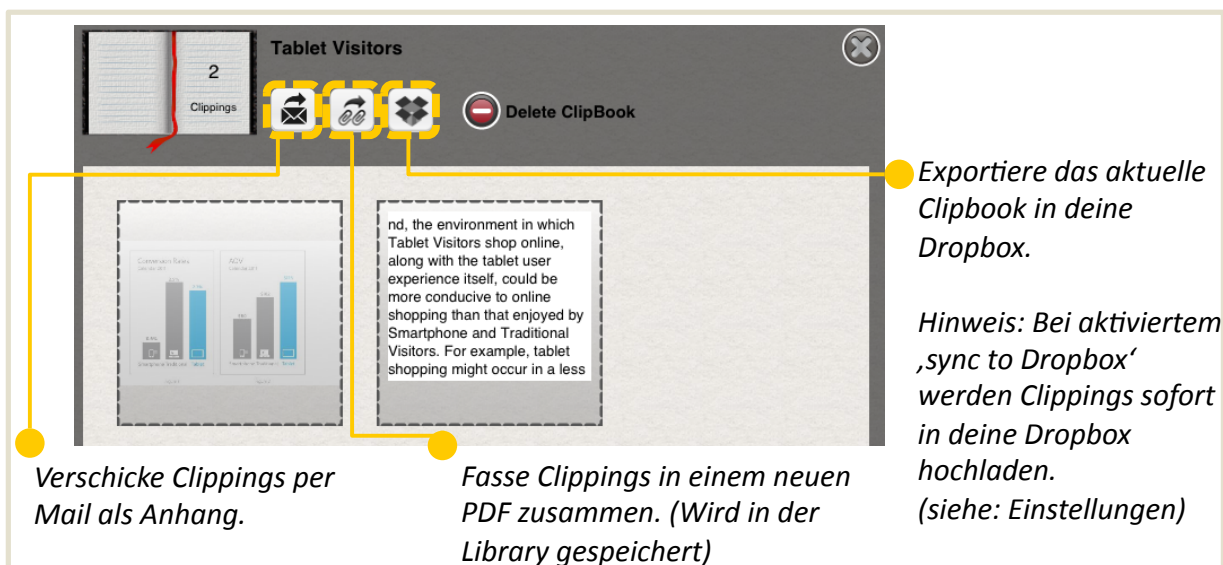 Tablet Visitors
2
Clippings
Delete ClipBook
Conversion Rates
AOV
nd, the environment in which
Tablet Visitors shop online,
along with the tablet user
experience itself, could be
more conducive to online
shopping than that enjoyed by
Smartphone and Traditional
Visitors. For example, tablet
shopping might occur in a less
Exportiere das aktuelle
Clipbook in deine
Dropbox.
Hinweis: Bei aktiviertem
‚sync to Dropbox‘
werden Clippings sofort
in deine Dropbox
hochladen.
(siehe: Einstellungen)
Verschicke Clippings per
Mail als Anhang.
Fasse Clippings in einem neuen
PDF zusammen. (Wird in der
Library gespeichert)